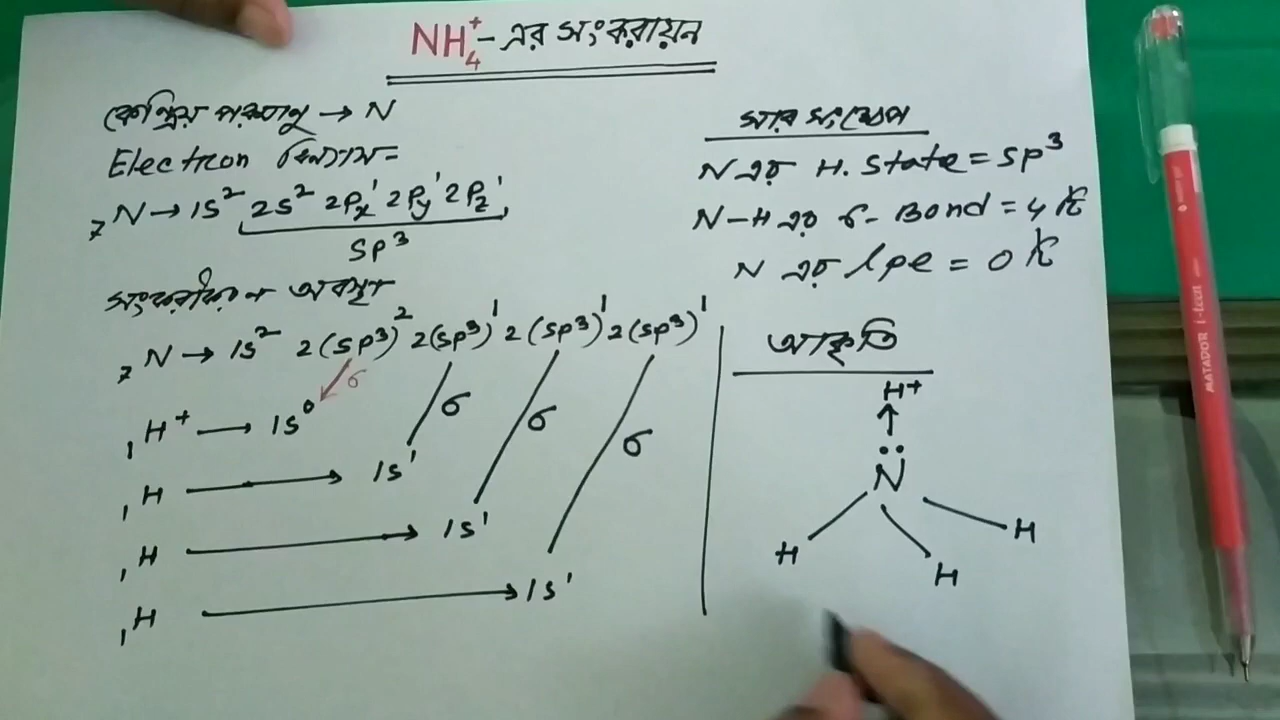 NH₄⁺-এর সংকরায়ন
কেন্দ্রিয় পরমাণু → N
Electron বিন্যাস=
₇N → 1s² 2s² 2Px¹ 2Py¹ 2Pz¹,
SP³
সংকরায়িত অবস্থা
₇N → 1s² 2(sp³)² 2(sp³)¹ 2(sp³)¹ 2(sp³)¹
σ
₁H⁺ → 1s⁰
σ
σ
σ
₁H → 1s¹
₁H → 1s¹
₁H → 1s¹
সার সংক্ষেপ
N এর H. State = SP³
N-H এর σ- Bond = 4 টি
N এর lpe = 0 টি
আকৃতি
H⁺
↑
··
N
H
H
H
MATADOR i-teen